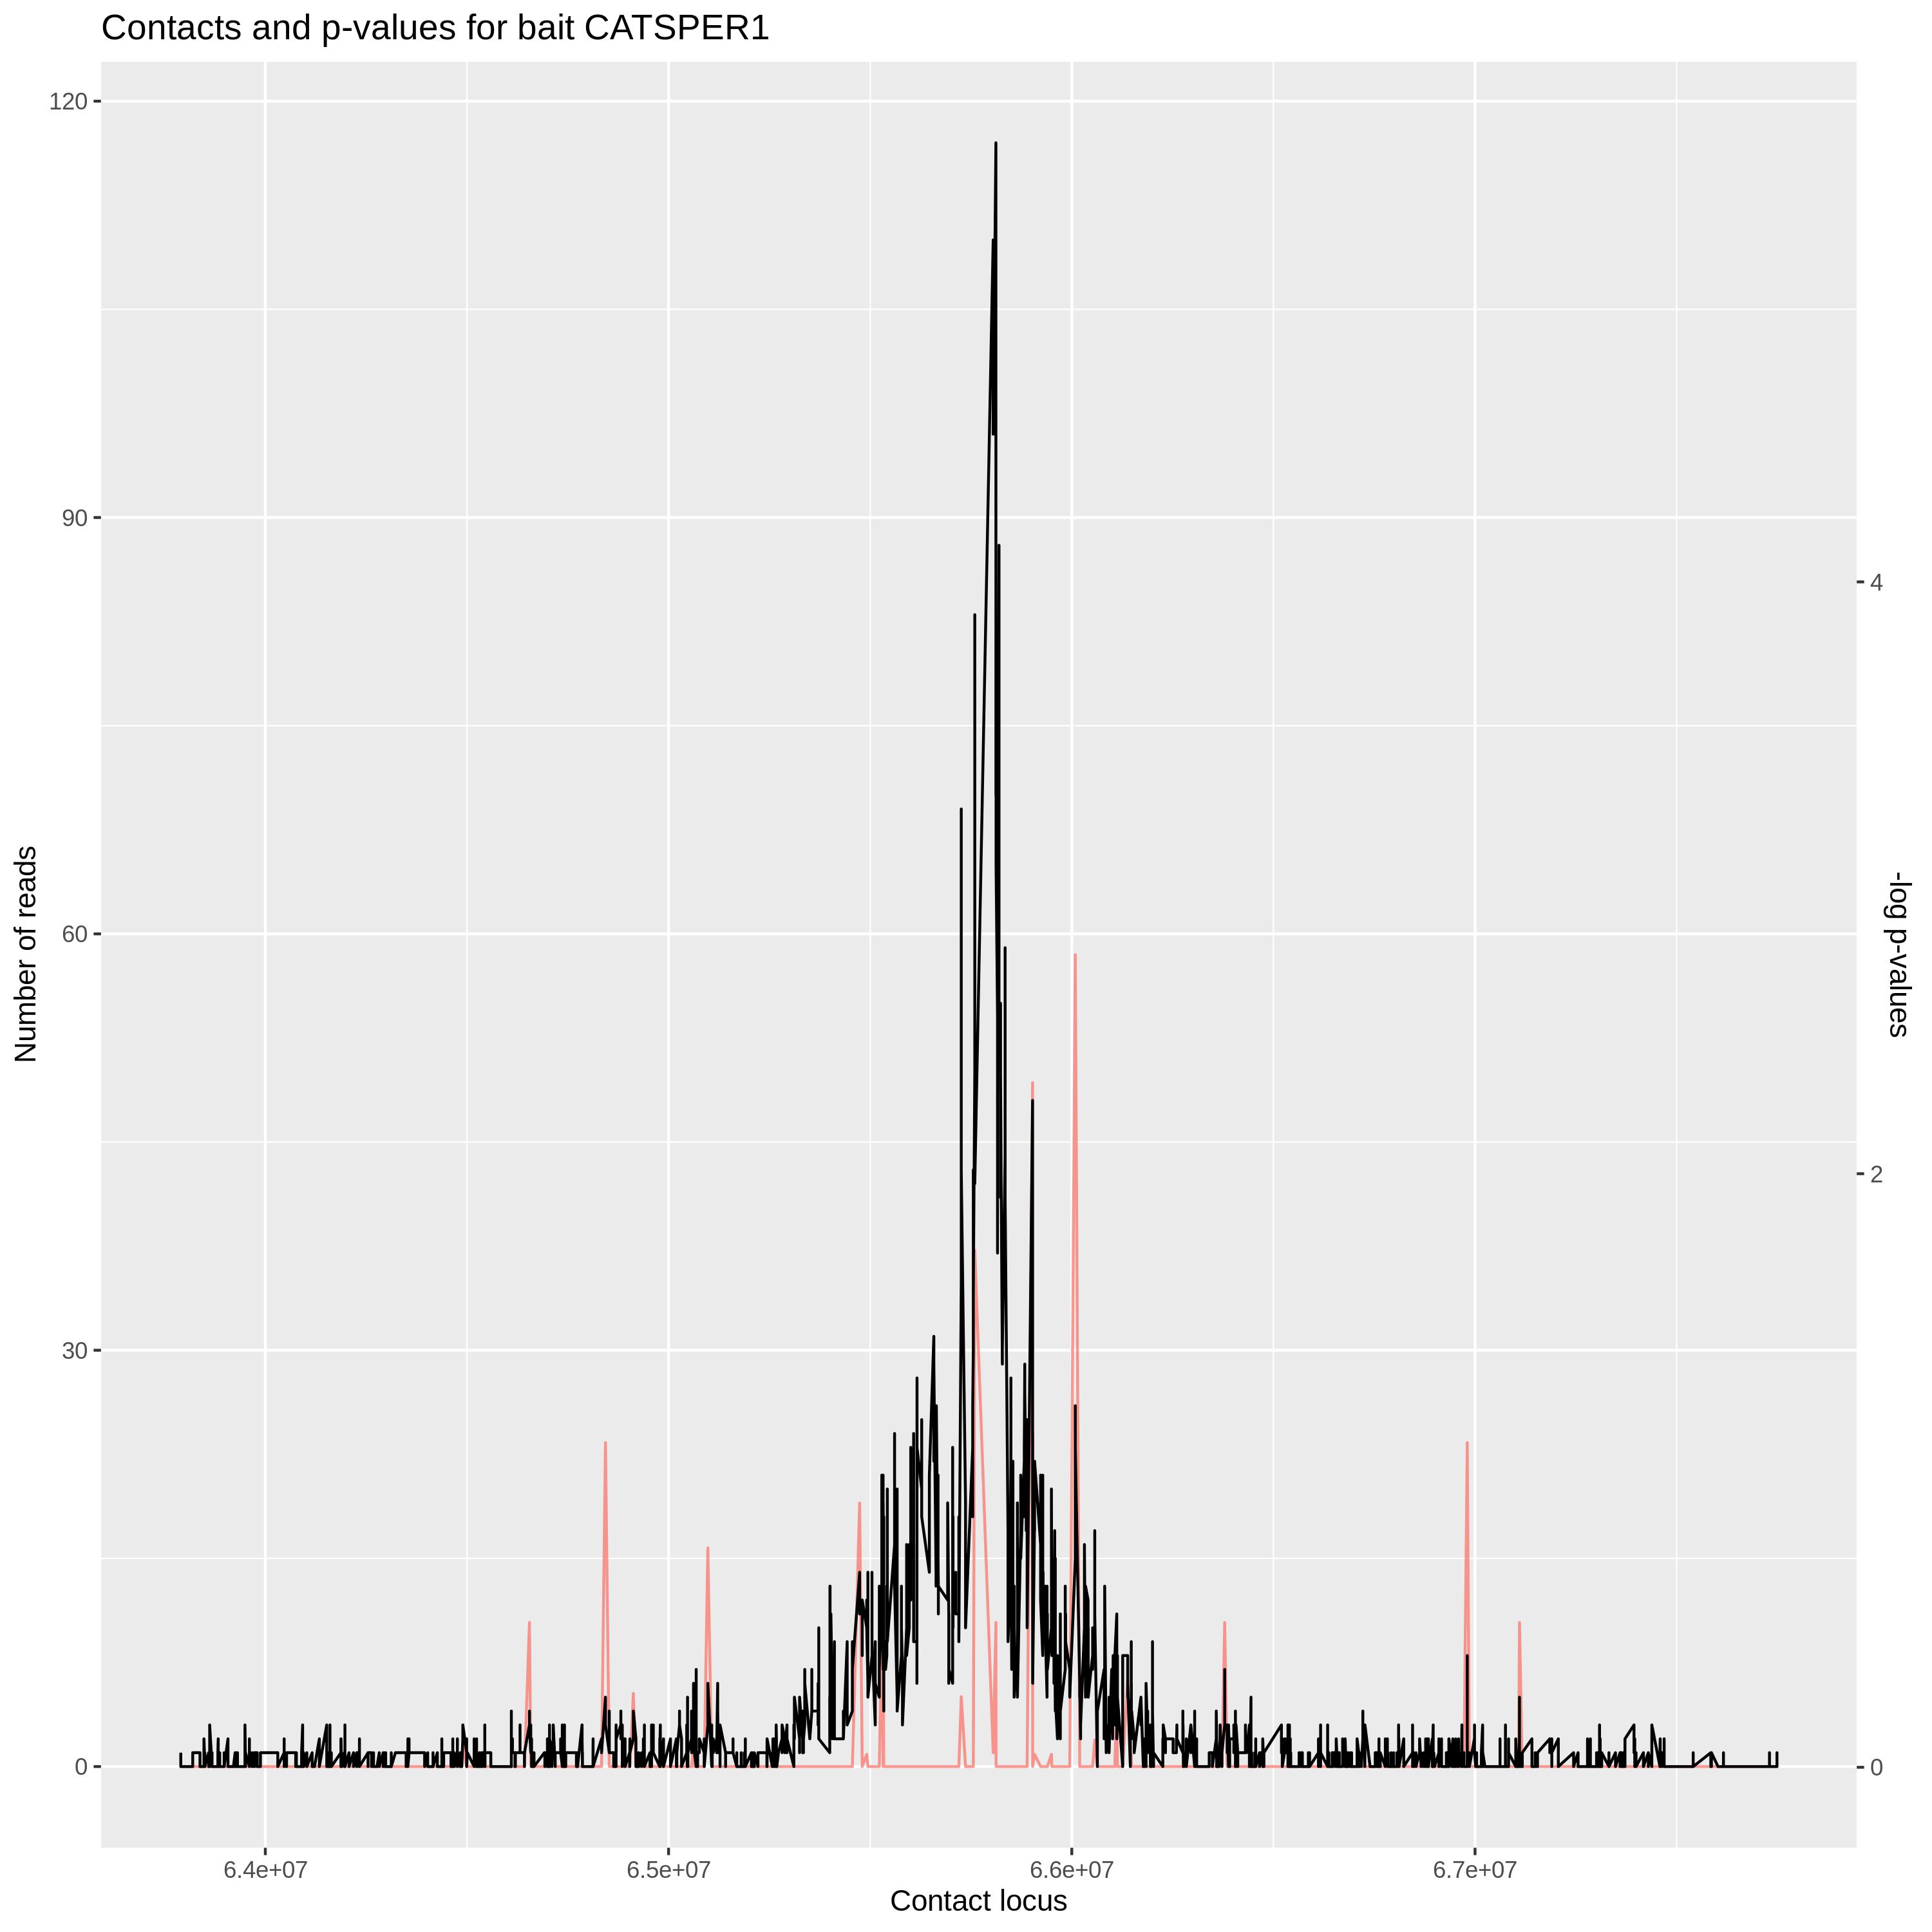 Contacts and p-values for bait CATSPER1
120
90
60
30
0
Number of reads
4
2
0
-log p-values
6.4e+07
6.5e+07
6.6e+07
6.7e+07
Contact locus